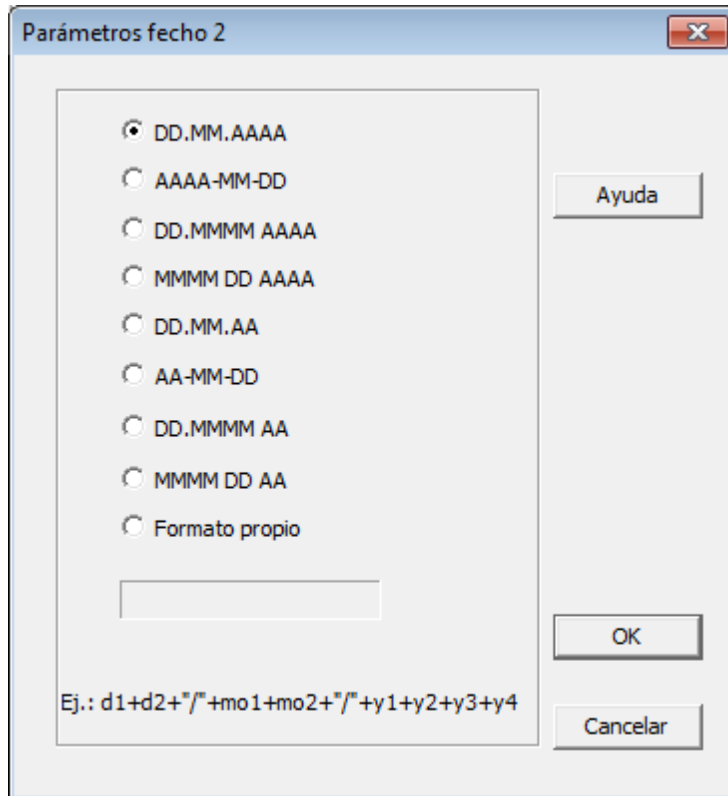 Parámetros fecho 2
DD.MM.AAAA
AAAA-MM-DD
Ayuda
DD.MMMM AAAA
MMMM DD AAAA
DD.MM.AA
AA-MM-DD
DD.MMMM AA
MMMM DD AA
Formato propio
OK
Ej.: d1+d2+"/"+mo1+mo2+"/"+y1+y2+y3+y4
Cancelar